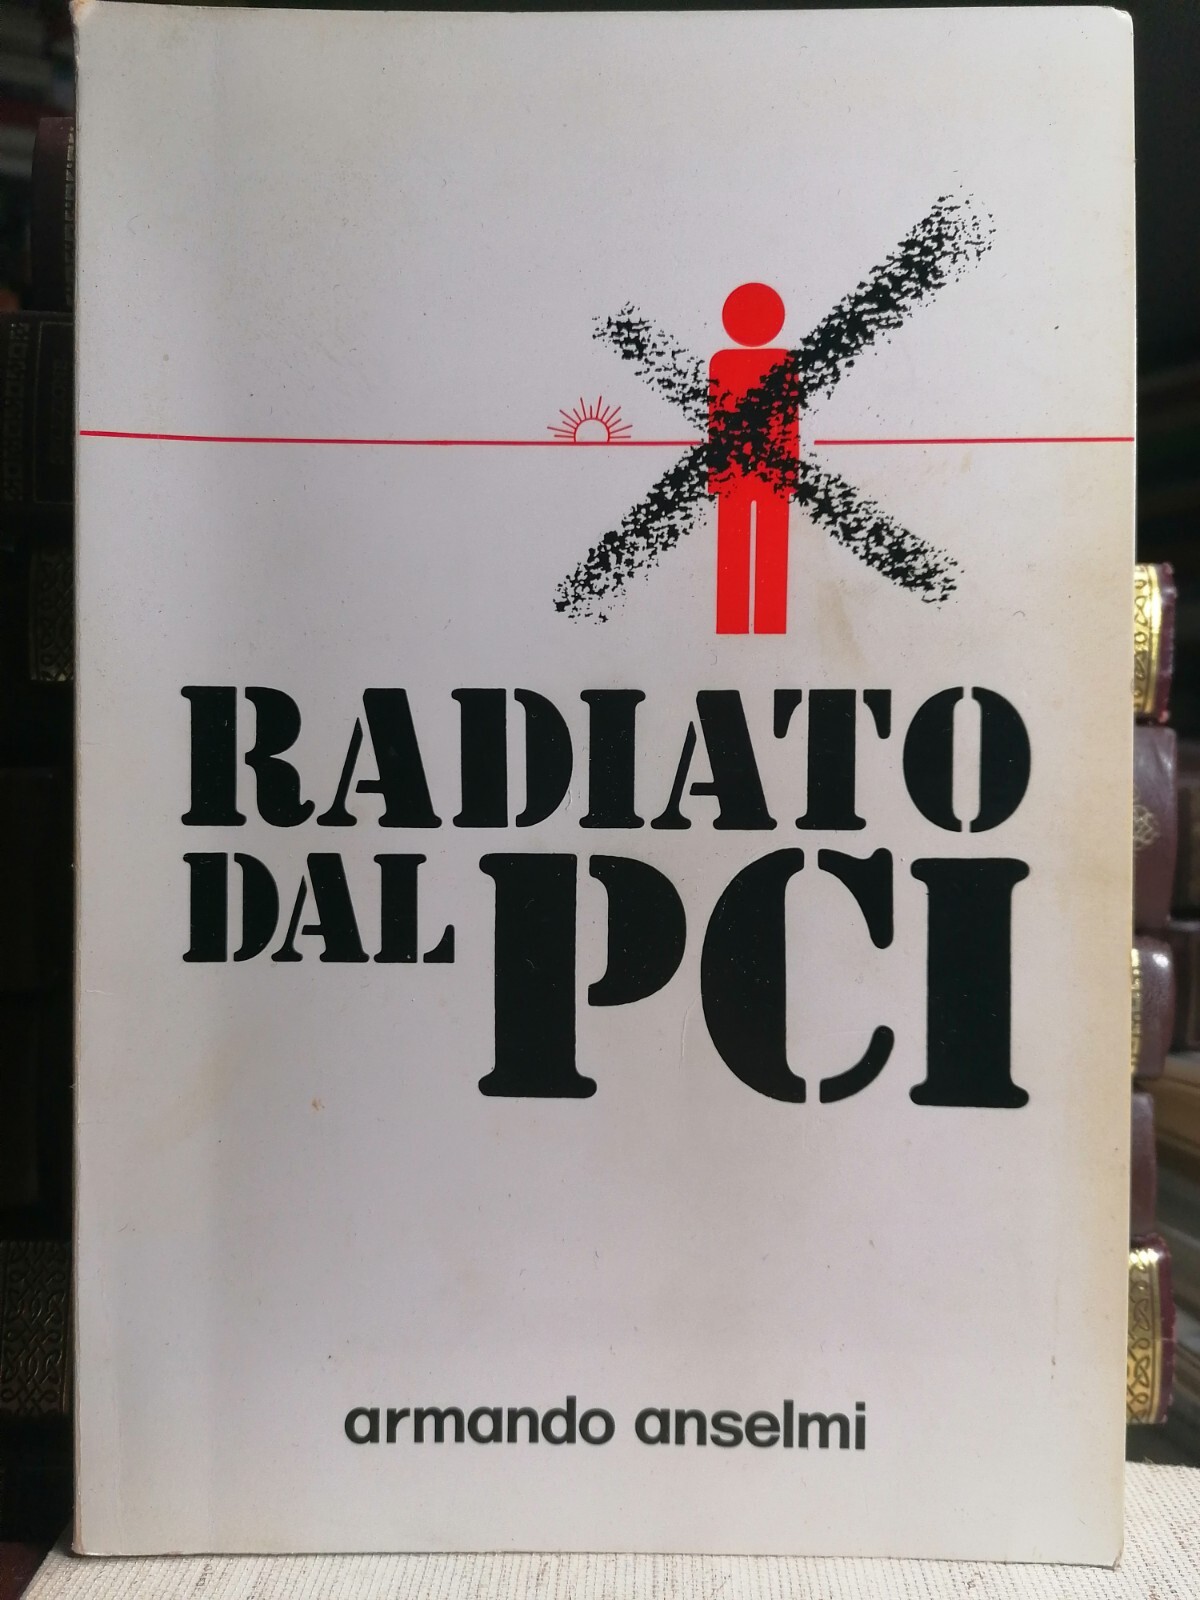 RADIATO
DAL PCI
armando anselmi